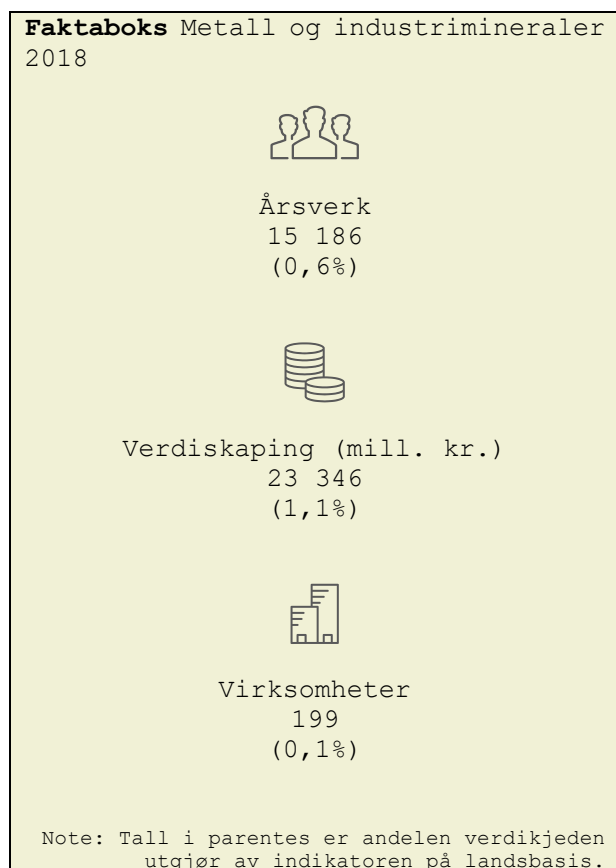 Faktaboks Metall og industrimineraler
2018
Årsverk
15 186
(0,6%)
Verdiskaping (mill. kr.)
23 346
(1,1%)
Virksomheter
199
(0,1%)
Note: Tall i parentes er andelen verdikjeden
utgjør av indikatoren på landsbasis.